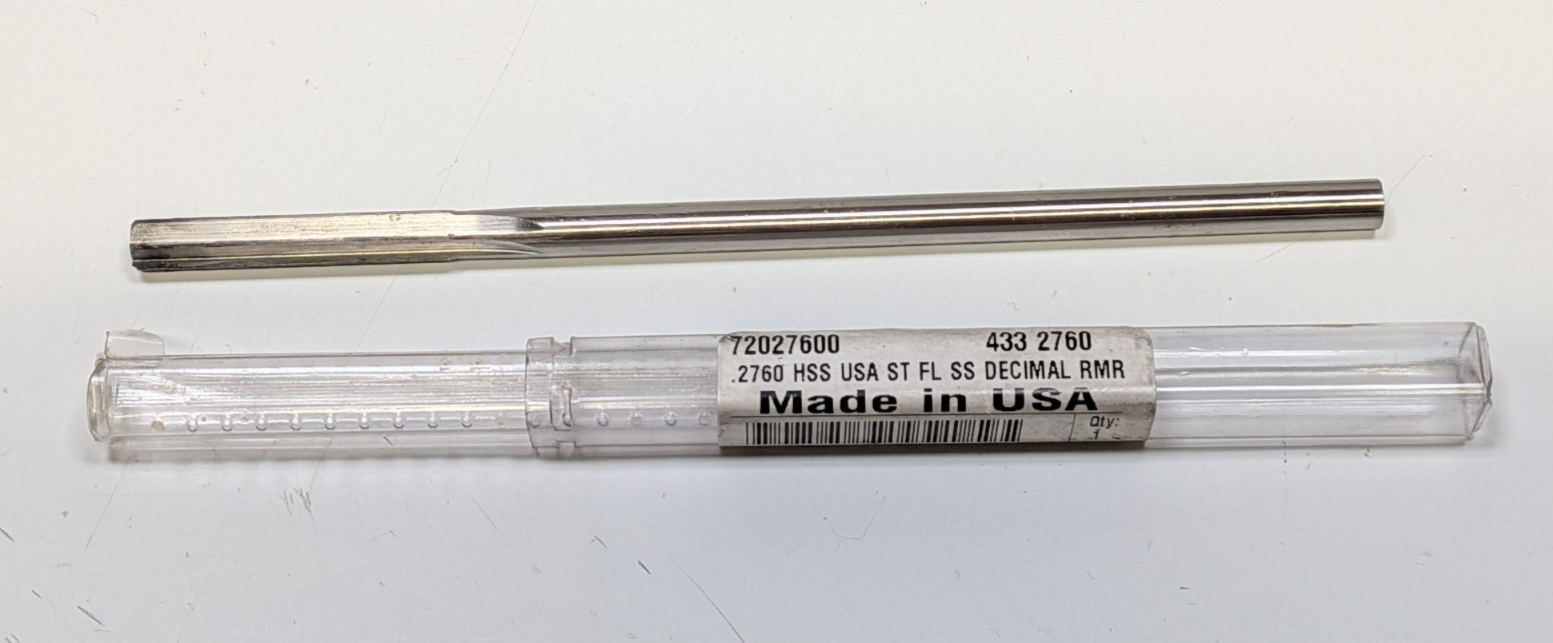 72027600 433 2760
.2760 HSS USA ST FL SS DECIMAL RMR
Made in USA
Qty:
1